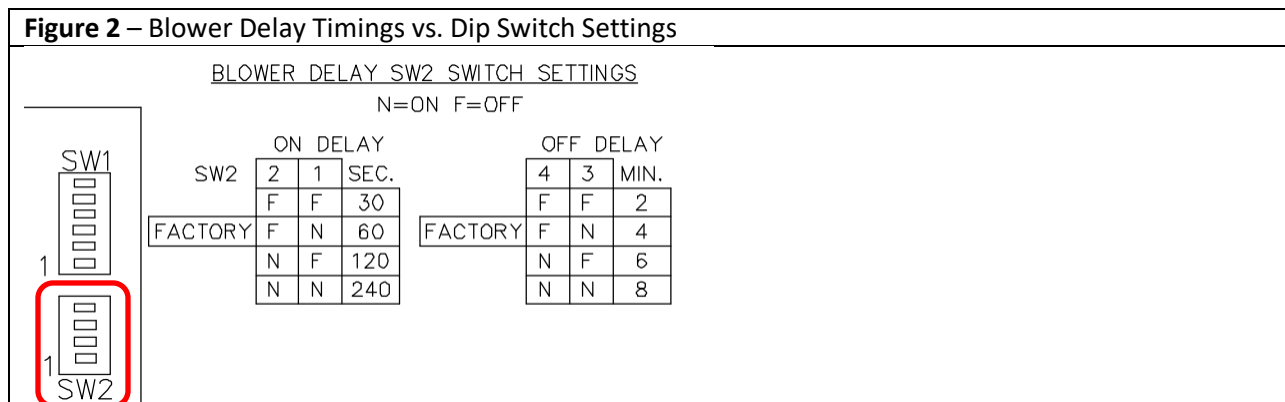 Figure 2 – Blower Delay Timings vs. Dip Switch Settings
BLOWER DELAY SW2 SWITCH SETTINGS
N=ON F=OFF
SW1
1
1
SW2
ON DELAY
SW2 2 1 SEC.
F F 30
FACTORY F N 60
N F 120
N N 240
OFF DELAY
4 3 MIN.
F F 2
FACTORY F N 4
N F 6
N N 8